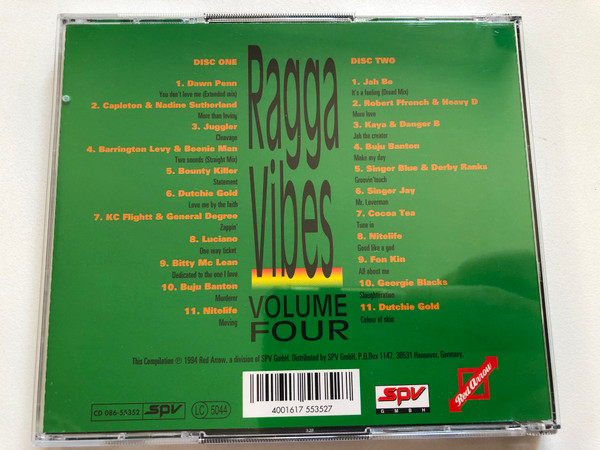 DISC ONE
1. Dawn Penn
You don't love me (Extended mix)
2. Capleton & Nadine Sutherland
More than loving
3. Juggler
Cleavage
4. Barrington Levy & Beenie Man
Two sounds (Straight Mix)
5. Bounty Killer
Statement
6. Dutchie Gold
Love me by the faith
7. KC Flightt & General Degree
Zappin'
8. Luciano
One way ticket
9. Bitty Mc Lean
Dedicated to the one I love
10. Buju Banton
Murderer
11. Nitelife
Moving
Ragga
Vibes
VOLUME
FOUR
DISC TWO
1. Jah Be
It's a feeling (Dread Mix)
2. Robert Ffrench & Heavy D
More love
3. Kaya & Danger B
Jah the creator
4. Buju Banton
Make my day
5. Singer Blue & Derby Ranks
Groovin'touch
6. Singer Jay
Mr. Loverman
7. Cocoa Tea
Tune in
8. Nitelife
Good like a god
9. Fon Kin
All about me
10. Georgie Blacks
11. Dutchie Gold
Colour of skin
This Compilation ℗ 1994 Red Arrow, a division of SPV GmbH. Distributed by SPV GmbH, P.O.Box 1147, 30531 Hannover, Germany.
CD 086-55352
SPV
LC 5044
4001617 553527
SPV
GMBH
Red Arrow